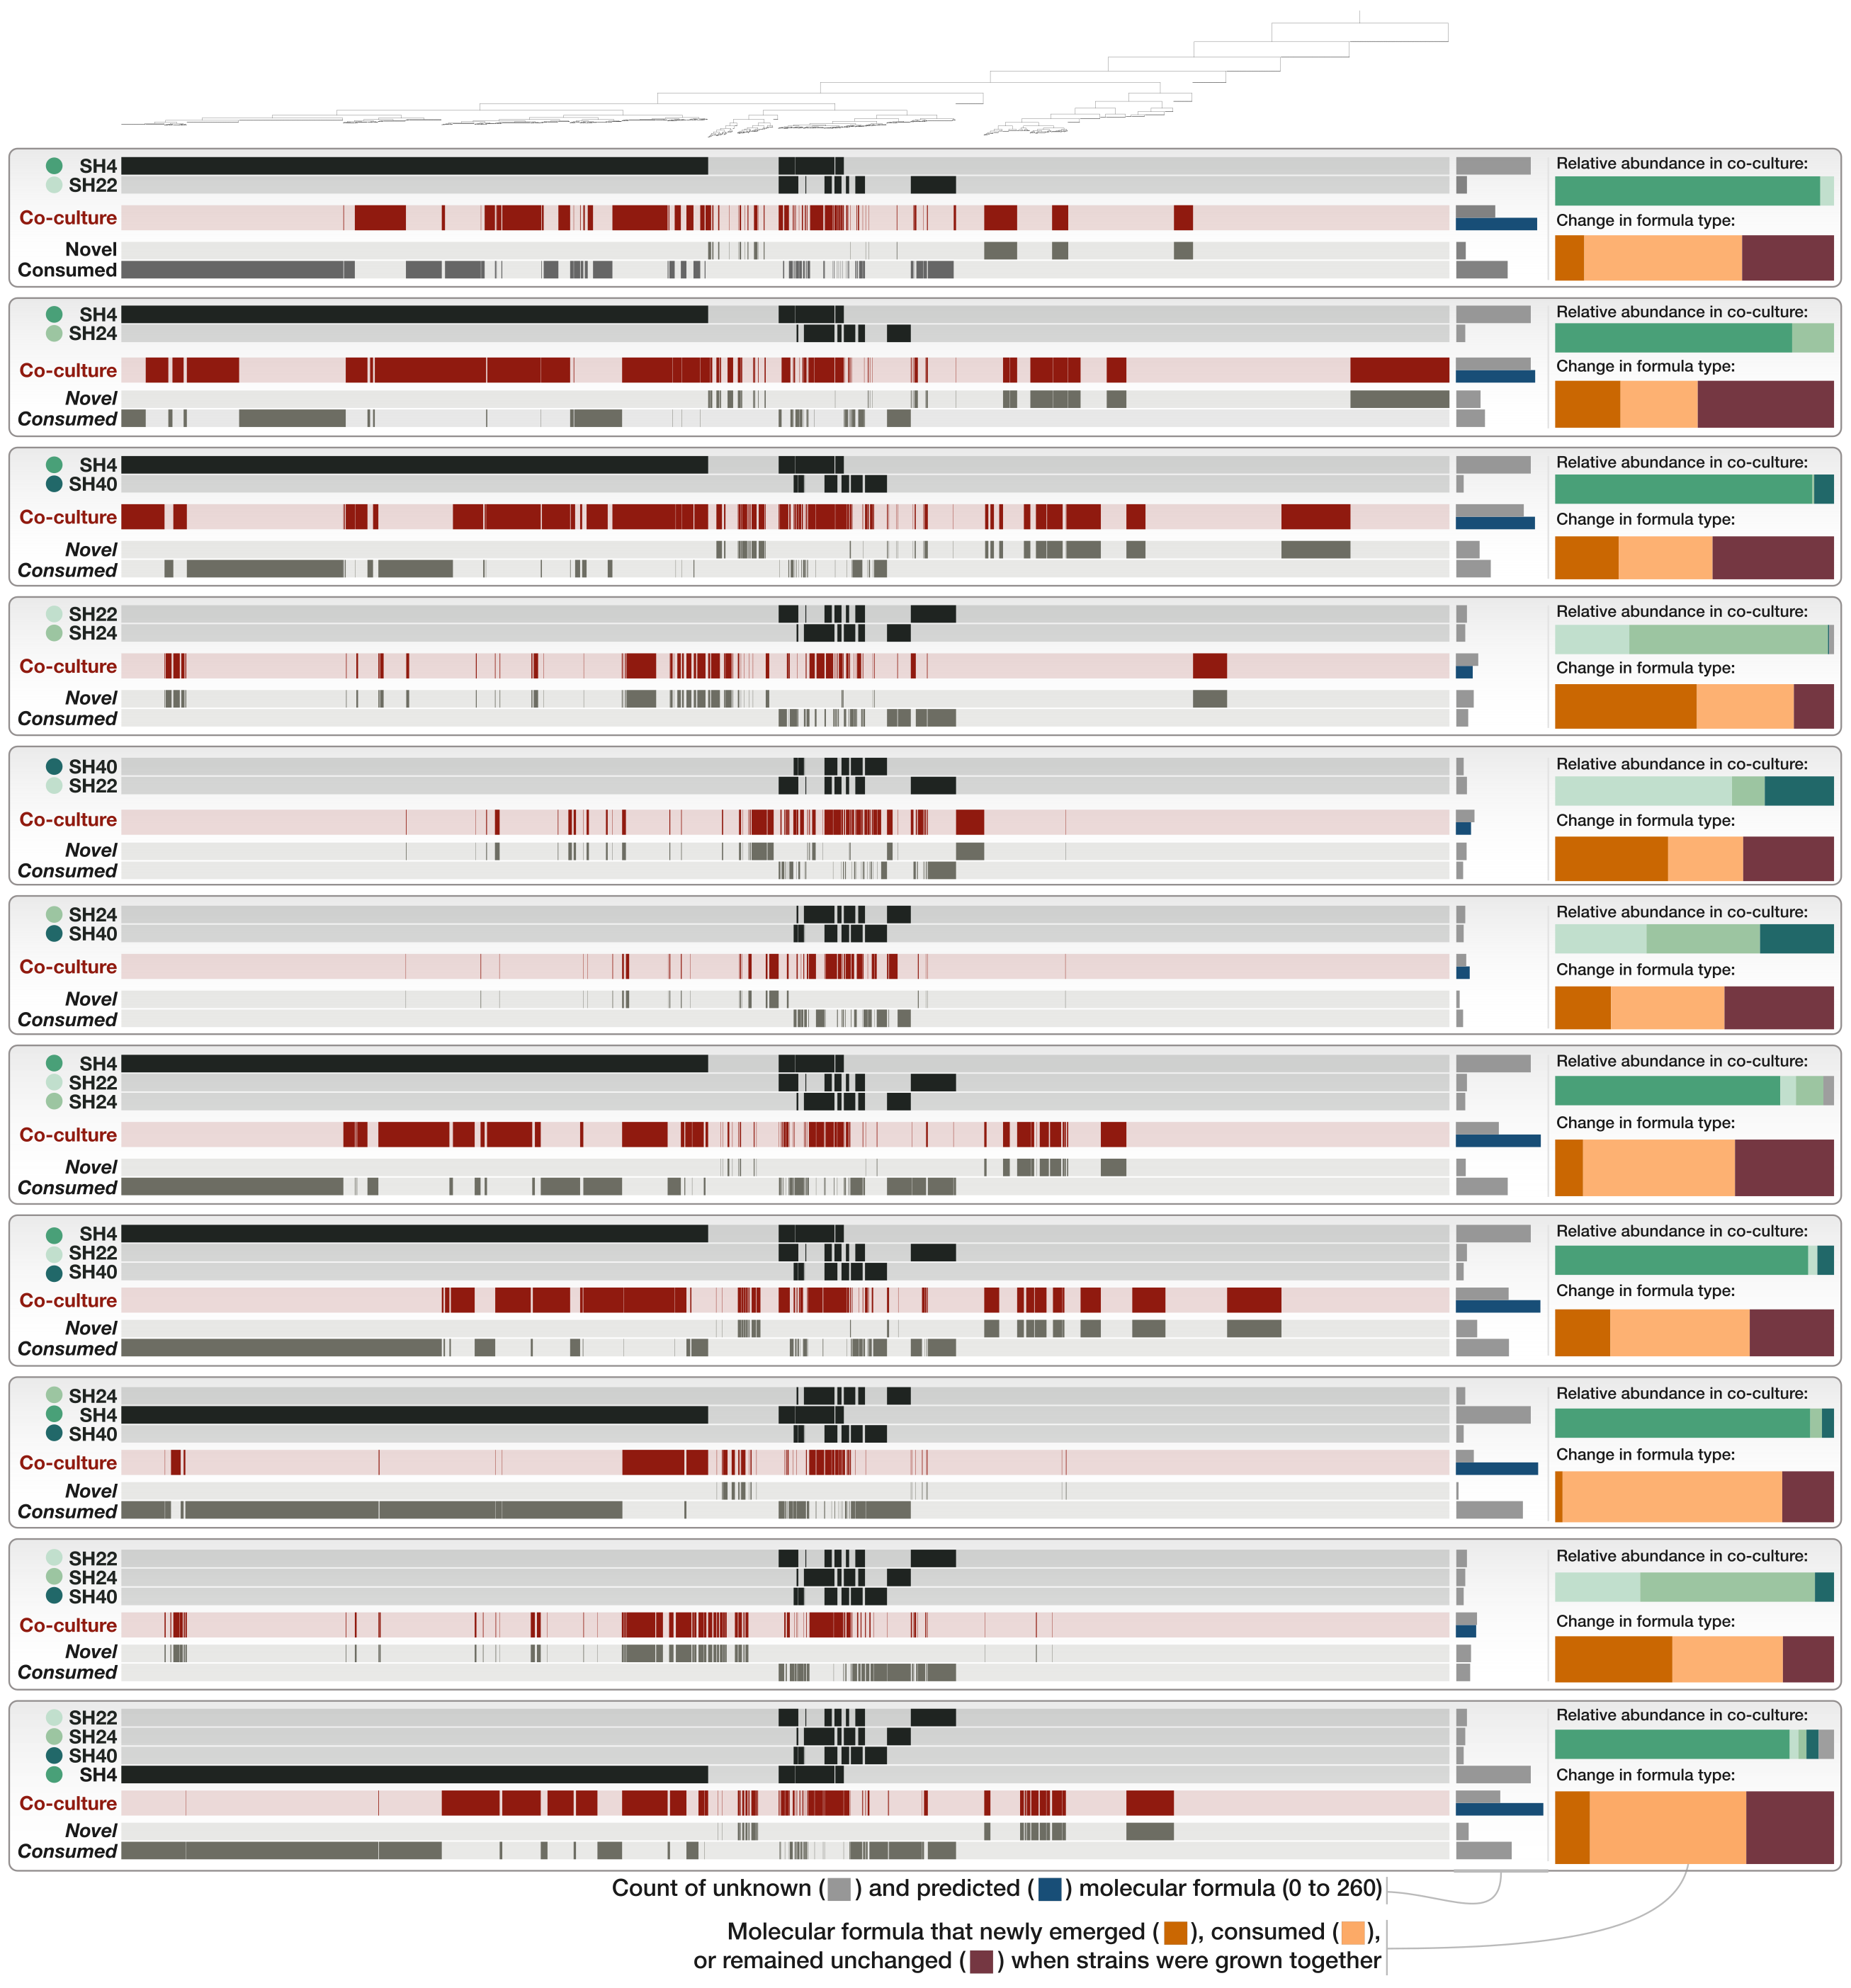 SH4
Relative abundance in co-culture:
SH22
Co-culture
Change in formula type:
Novel
Consumed
SH4
Relative abundance in co-culture:
SH24
Co-culture
Change in formula type:
Novel
Consumed
SH4
Relative abundance in co-culture:
SH40
Co-culture
Change in formula type:
Novel
Consumed
SH22
Relative abundance in co-culture:
SH24
Co-culture
Change in formula type:
Novel
Consumed
SH40
Relative abundance in co-culture:
SH22
Co-culture
Change in formula type:
Novel
Consumed
SH24
Relative abundance in co-culture:
SH40
Co-culture
Change in formula type:
Novel
Consumed
SH4
Relative abundance in co-culture:
SH22
SH24
Change in formula type:
Co-culture
Novel
Consumed
SH4
Relative abundance in co-culture:
SH22
SH40
Change in formula type:
Co-culture
Novel
Consumed
SH24
Relative abundance in co-culture:
SH4
SH40
Change in formula type:
Co-culture
Novel
Consumed
SH22
Relative abundance in co-culture:
SH24
SH40
Change in formula type:
Co-culture
Novel
Consumed
SH22
Relative abundance in co-culture:
SH24
SH40
SH4
Change in formula type:
Co-culture
Novel
Consumed
Count of unknown ( ) and predicted ( ) molecular formula (0 to 260)
Molecular formula that newly emerged ( ), consumed ( ),
or remained unchanged ( ) when strains were grown together